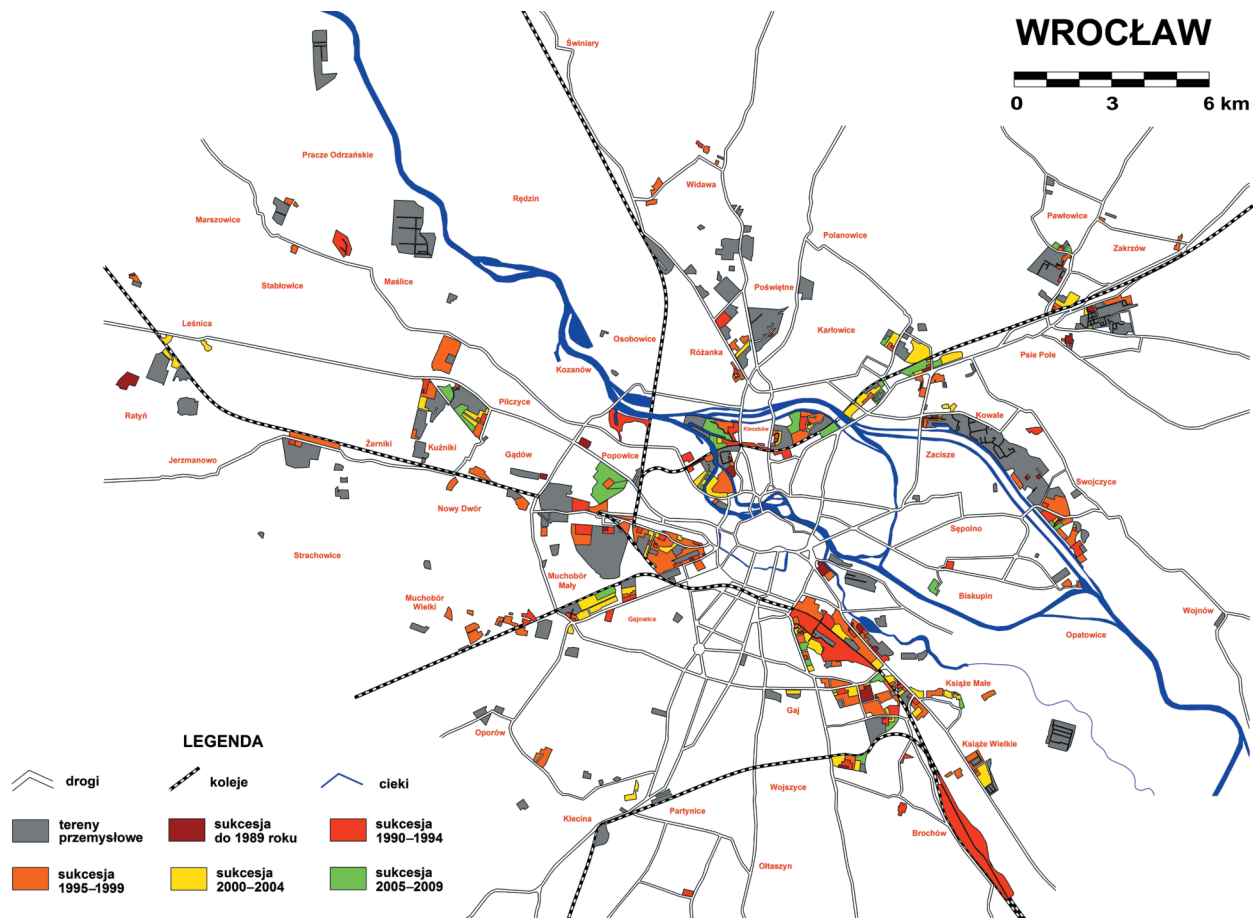 WROCŁAW
0 3 6 km
Świniary
Pracze Odrzańskie
Rędzin
Widawa
Marszowice
Polanowice
Pawłowice
Zakrzów
Stabłowice
Maślice
Poświętne
Leśnica
Osobowice
Różanka
Karłowice
Psie Pole
Kozanów
Ratyń
Pilczyce
Kleczków
Kowale
Jerzmanowo
Żerniki
Kuźniki
Gądów
Popowice
Zacisze
Swojczyce
Nowy Dwór
Strachowice
Sępolno
Muchobór
Mały
Muchobór
Wielki
Gajowice
Biskupin
Wojnów
Opatowice
Książe Małe
Gaj
Oporów
Książe Wielkie
Wojszyce
Klecina
Partynice
Brochów
Ołtaszyn
LEGENDA
drogi
koleje
cieki
tereny
przemysłowe
sukcesja
do 1989 roku
sukcesja
1990–1994
sukcesja
1995–1999
sukcesja
2000–2004
sukcesja
2005–2009